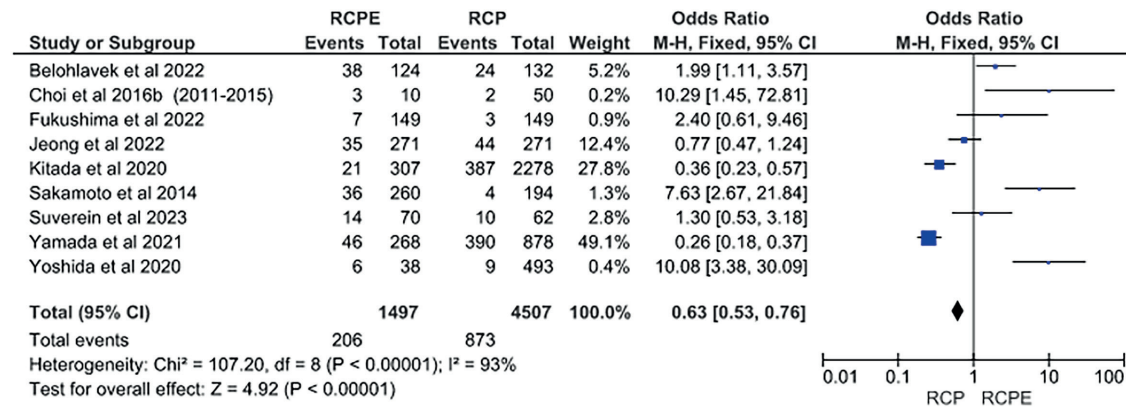 RCPE RCP Odds Ratio Odds Ratio
Study or Subgroup Events Total Events Total Weight M-H, Fixed, 95% CI M-H, Fixed, 95% CI
Belohlavek et al 2022 38 124 24 132 5.2% 1.99 [1.11, 3.57]
Choi et al 2016b (2011-2015) 3 10 2 50 0.2% 10.29 [1.45, 72.81]
Fukushima et al 2022 7 149 3 149 0.9% 2.40 [0.61, 9.46]
Jeong et al 2022 35 271 44 271 12.4% 0.77 [0.47, 1.24]
Kitada et al 2020 21 307 387 2278 27.8% 0.36 [0.23, 0.57]
Sakamoto et al 2014 36 260 4 194 1.3% 7.63 [2.67, 21.84]
Suverein et al 2023 14 70 10 62 2.8% 1.30 [0.53, 3.18]
Yamada et al 2021 46 268 390 878 49.1% 0.26 [0.18, 0.37]
Yoshida et al 2020 6 38 9 493 0.4% 10.08 [3.38, 30.09]
Total (95% CI) 1497 4507 100.0% 0.63 [0.53, 0.76]
Total events 206 873
Heterogeneity: Chi² = 107.20, df = 8 (P < 0.00001); I² = 93%
Test for overall effect: Z = 4.92 (P < 0.00001)
0.01 0.1 1 10 100
RCP RCPE